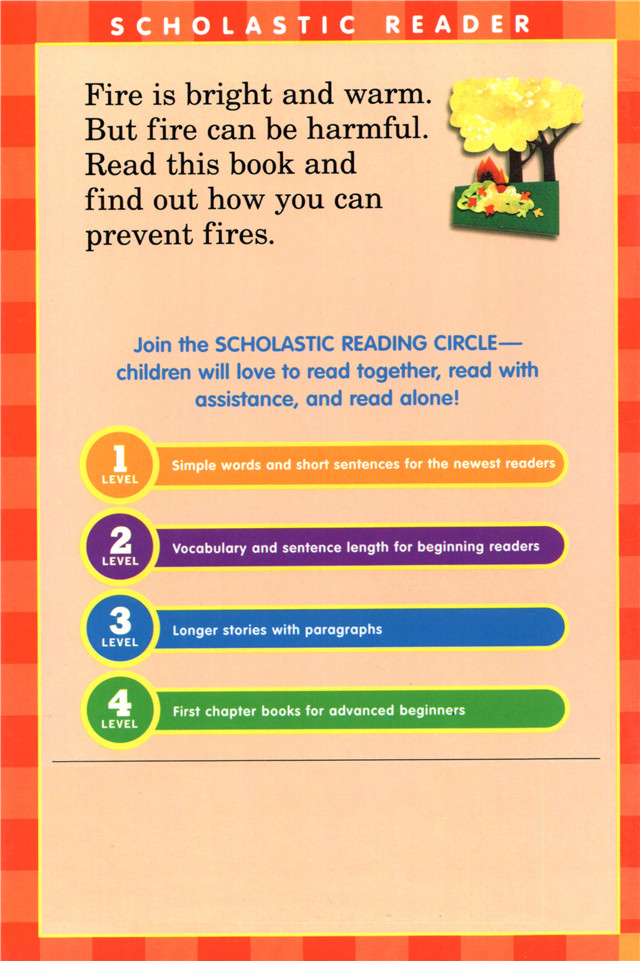 SCHOLASTIC READER
Fire is bright and warm.
But fire can be harmful.
Read this book and
find out how you can
prevent fires.
Join the SCHOLASTIC READING CIRCLE—
children will love to read together, read with
assistance, and read alone!
1
LEVEL
Simple words and short sentences for the newest readers
2
LEVEL
Vocabulary and sentence length for beginning readers
3
LEVEL
Longer stories with paragraphs
4
LEVEL
First chapter books for advanced beginners